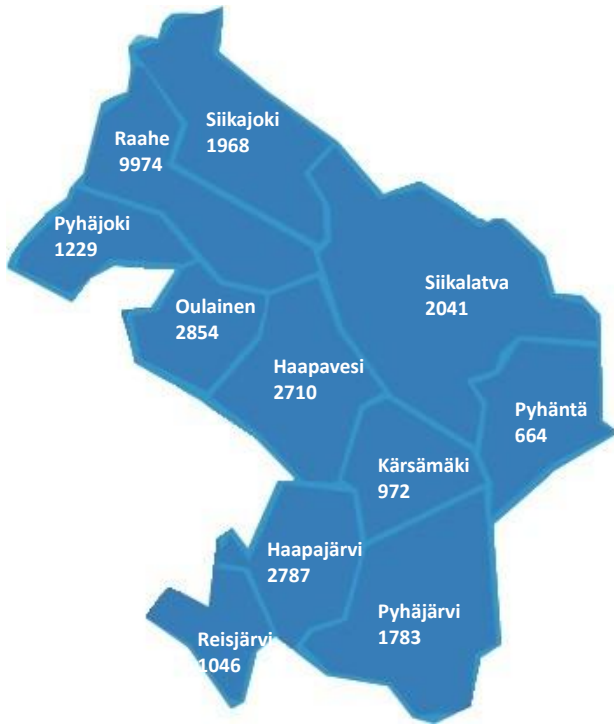 Siikajoki
1968
Raahe
9974
Pyhäjoki
1229
Siikalatva
2041
Oulainen
2854
Haapavesi
2710
Pyhäntä
664
Kärsämäki
972
Haapajärvi
2787
Pyhäjärvi
1783
Reisjärvi
1046